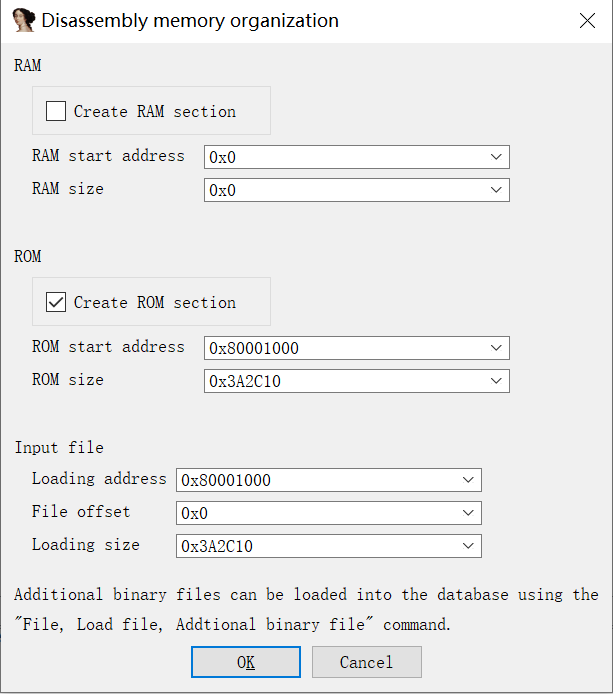 Disassembly memory organization
RAM
Create RAM section
RAM start address 0x0
RAM size 0x0
ROM
Create ROM section
ROM start address 0x80001000
ROM size 0x3A2C10
Input file
Loading address 0x80001000
File offset 0x0
Loading size 0x3A2C10
Additional binary files can be loaded into the database using the
"File, Load file, Addtional binary file" command.
OK Cancel